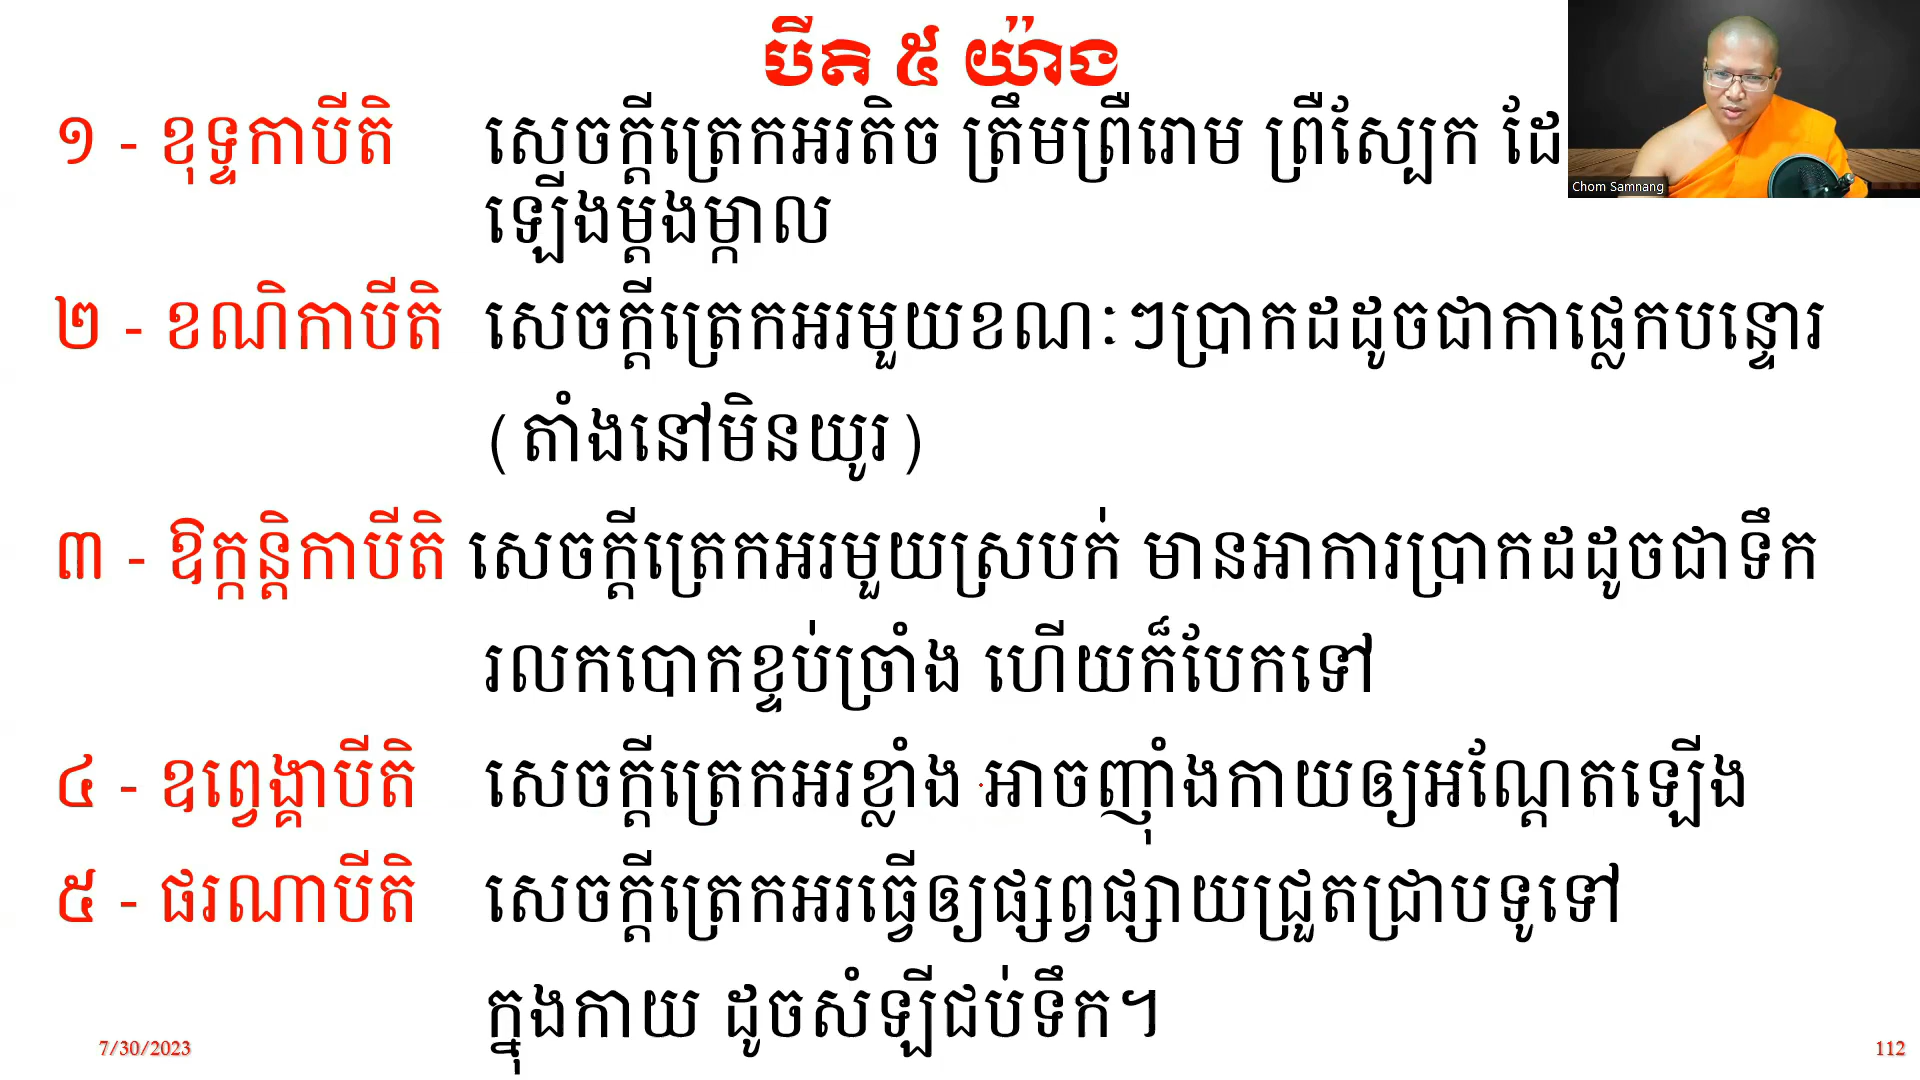 បីតិ ៥ យ៉ាង
១ - ខុទ្ទកាបីតិ សេចក្តីត្រេកអរតិច ត្រឹមព្រឺរោម ព្រឺស្បែក ដែ
ឡើងម្តងម្កាល
២ - ខណិកាបីតិ សេចក្តីត្រេកអរមួយខណៈៗប្រាកដដូចជាកាផ្លេកបន្ទោរ
(តាំងនៅមិនយូរ)
៣ - ឱក្កន្តិកាបីតិ សេចក្តីត្រេកអរមួយស្របក់ មានអាការប្រាកដដូចជាទឹក
រលកបោកខ្ទប់ច្រាំង ហើយក៏បែកទៅ
៤ - ឧព្វេង្គាបីតិ សេចក្តីត្រេកអរខ្លាំង អាចញ៉ាំងកាយឲ្យអណ្តែតឡើង
៥ - ផរណាបីតិ សេចក្តីត្រេកអរធ្វើឲ្យផ្សព្វផ្សាយជ្រួតជ្រាបទូទៅ
ក្នុងកាយ ដូចសំឡីជប់ទឹក។
Chom Samnang
7/30/2023
112